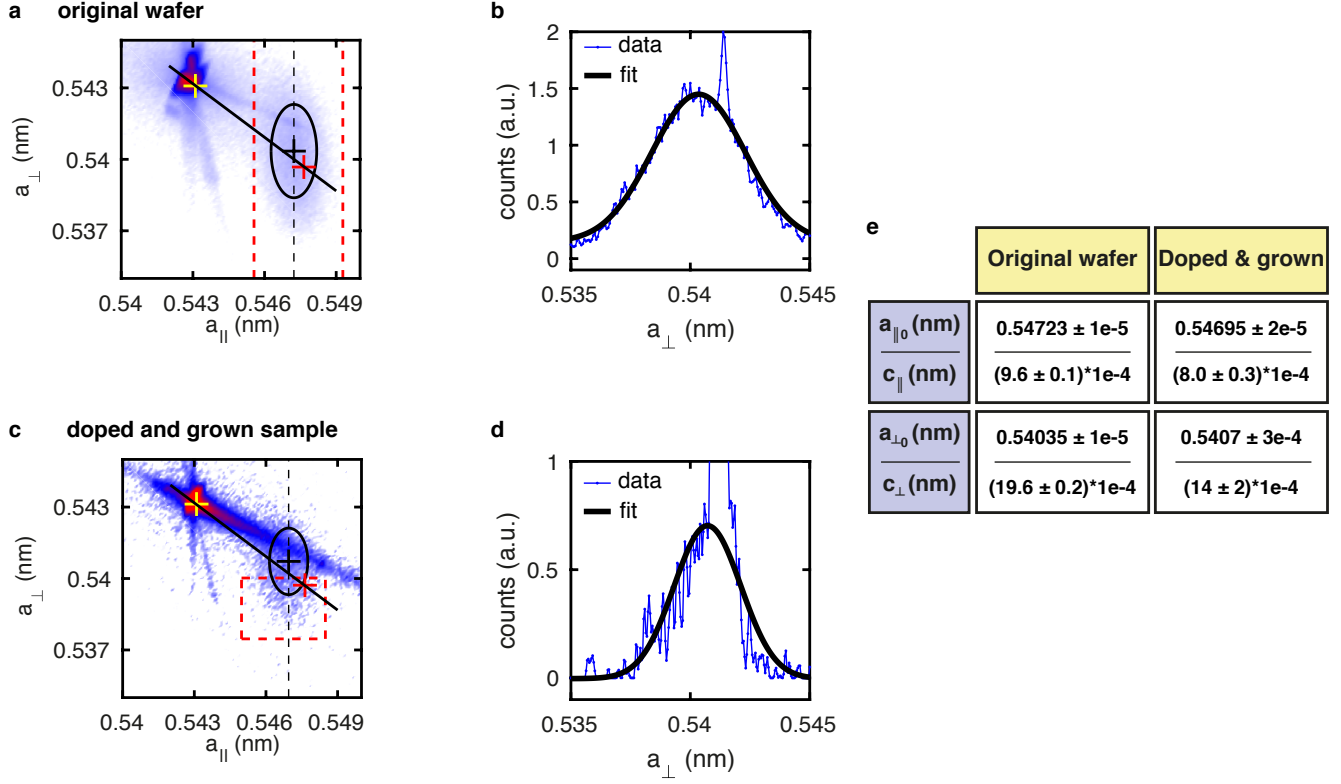 a original wafer
0.543
0.54
0.537
a⊥ (nm)
0.54 0.543 0.546 0.549
a|| (nm)
b
2
1.5
1
0.5
0
counts (a.u.)
data
fit
0.535 0.54 0.545
a⊥ (nm)
c doped and grown sample
0.543
0.54
0.537
a⊥ (nm)
0.54 0.543 0.546 0.549
a|| (nm)
d
1
0.5
0
counts (a.u.)
data
fit
0.535 0.54 0.545
a⊥ (nm)
e
Original wafer Doped & grown
a∥0 (nm) 0.54723 ± 1e-5 0.54695 ± 2e-5
c∥ (nm) (9.6 ± 0.1)*1e-4 (8.0 ± 0.3)*1e-4
a⊥0 (nm) 0.54035 ± 1e-5 0.5407 ± 3e-4
c⊥ (nm) (19.6 ± 0.2)*1e-4 (14 ± 2)*1e-4